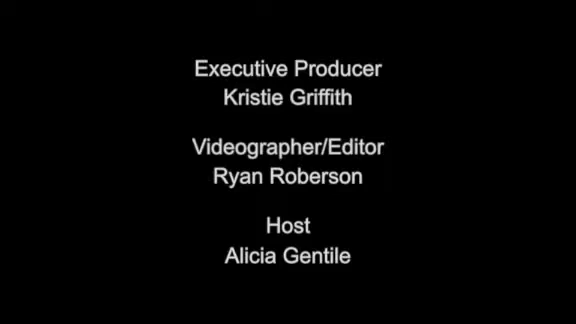 Executive Producer
Kristie Griffith
Videographer/Editor
Ryan Roberson
Host
Alicia Gentile